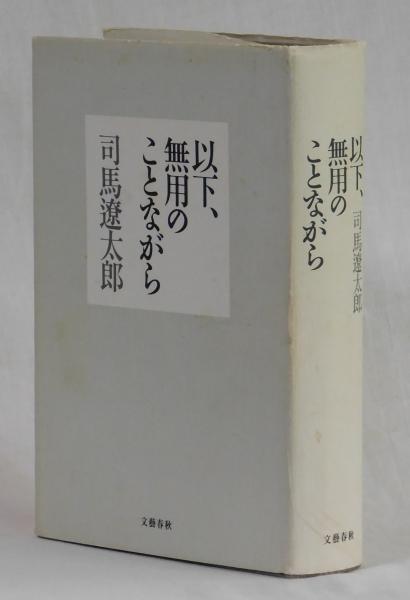 以下、
無用の
ことながら
司馬遼太郎
文藝春秋
以下、
無用の
ことながら
司馬遼太郎
文藝春秋